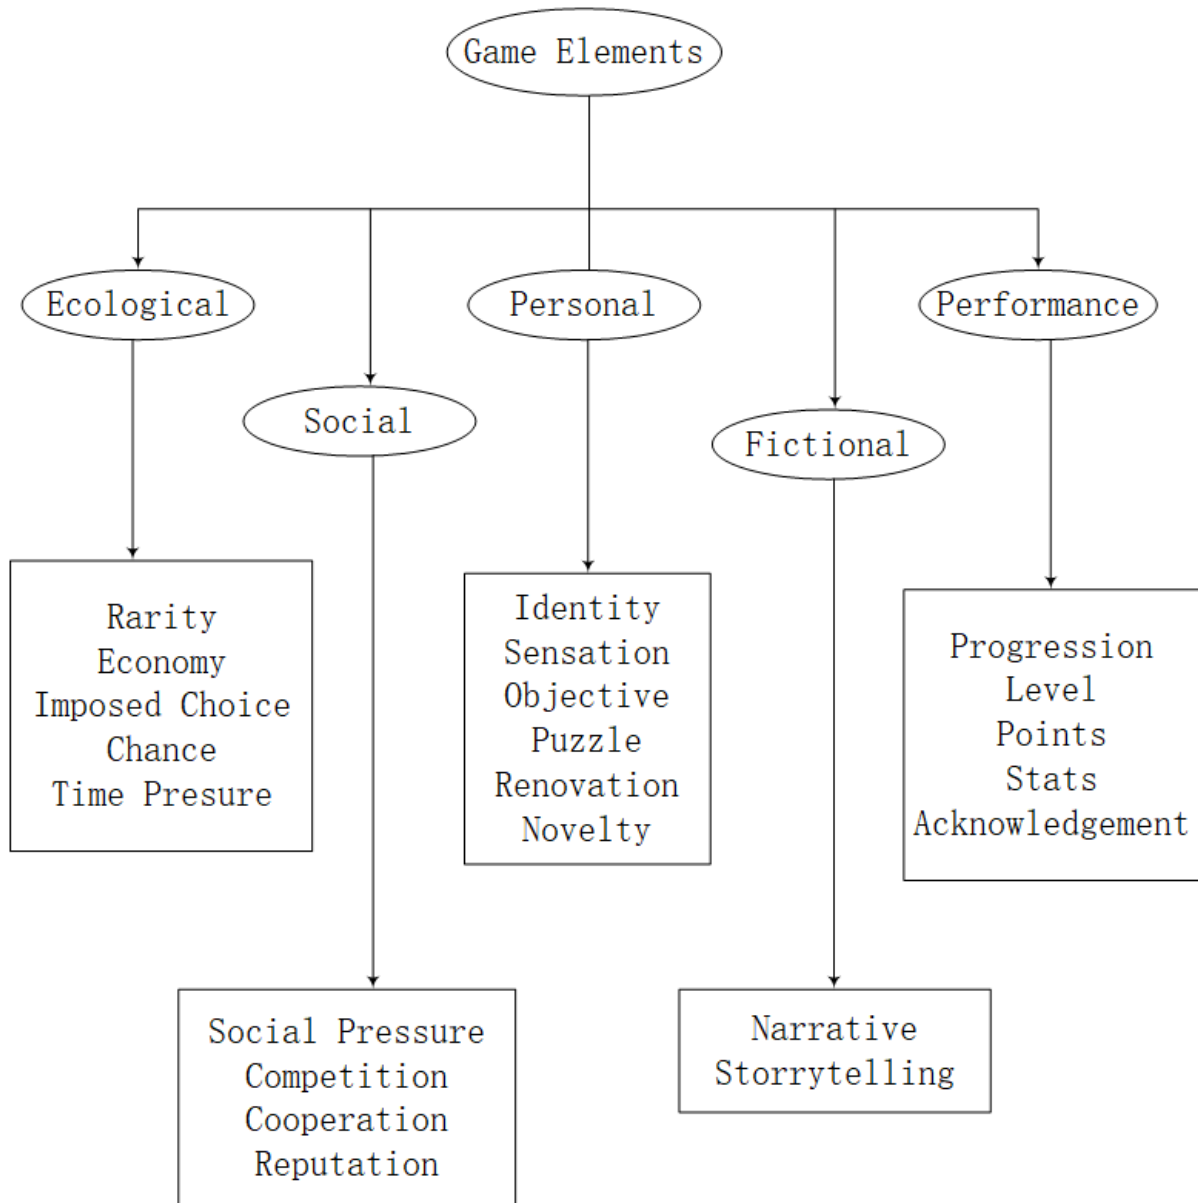 Game Elements
Ecological
Personal
Performance
Social
Fictional
Rarity
Economy
Imposed Choice
Chance
Time Presure
Identity
Sensation
Objective
Puzzle
Renovation
Novelty
Progression
Level
Points
Stats
Acknowledgement
Social Pressure
Competition
Cooperation
Reputation
Narrative
Storrytelling